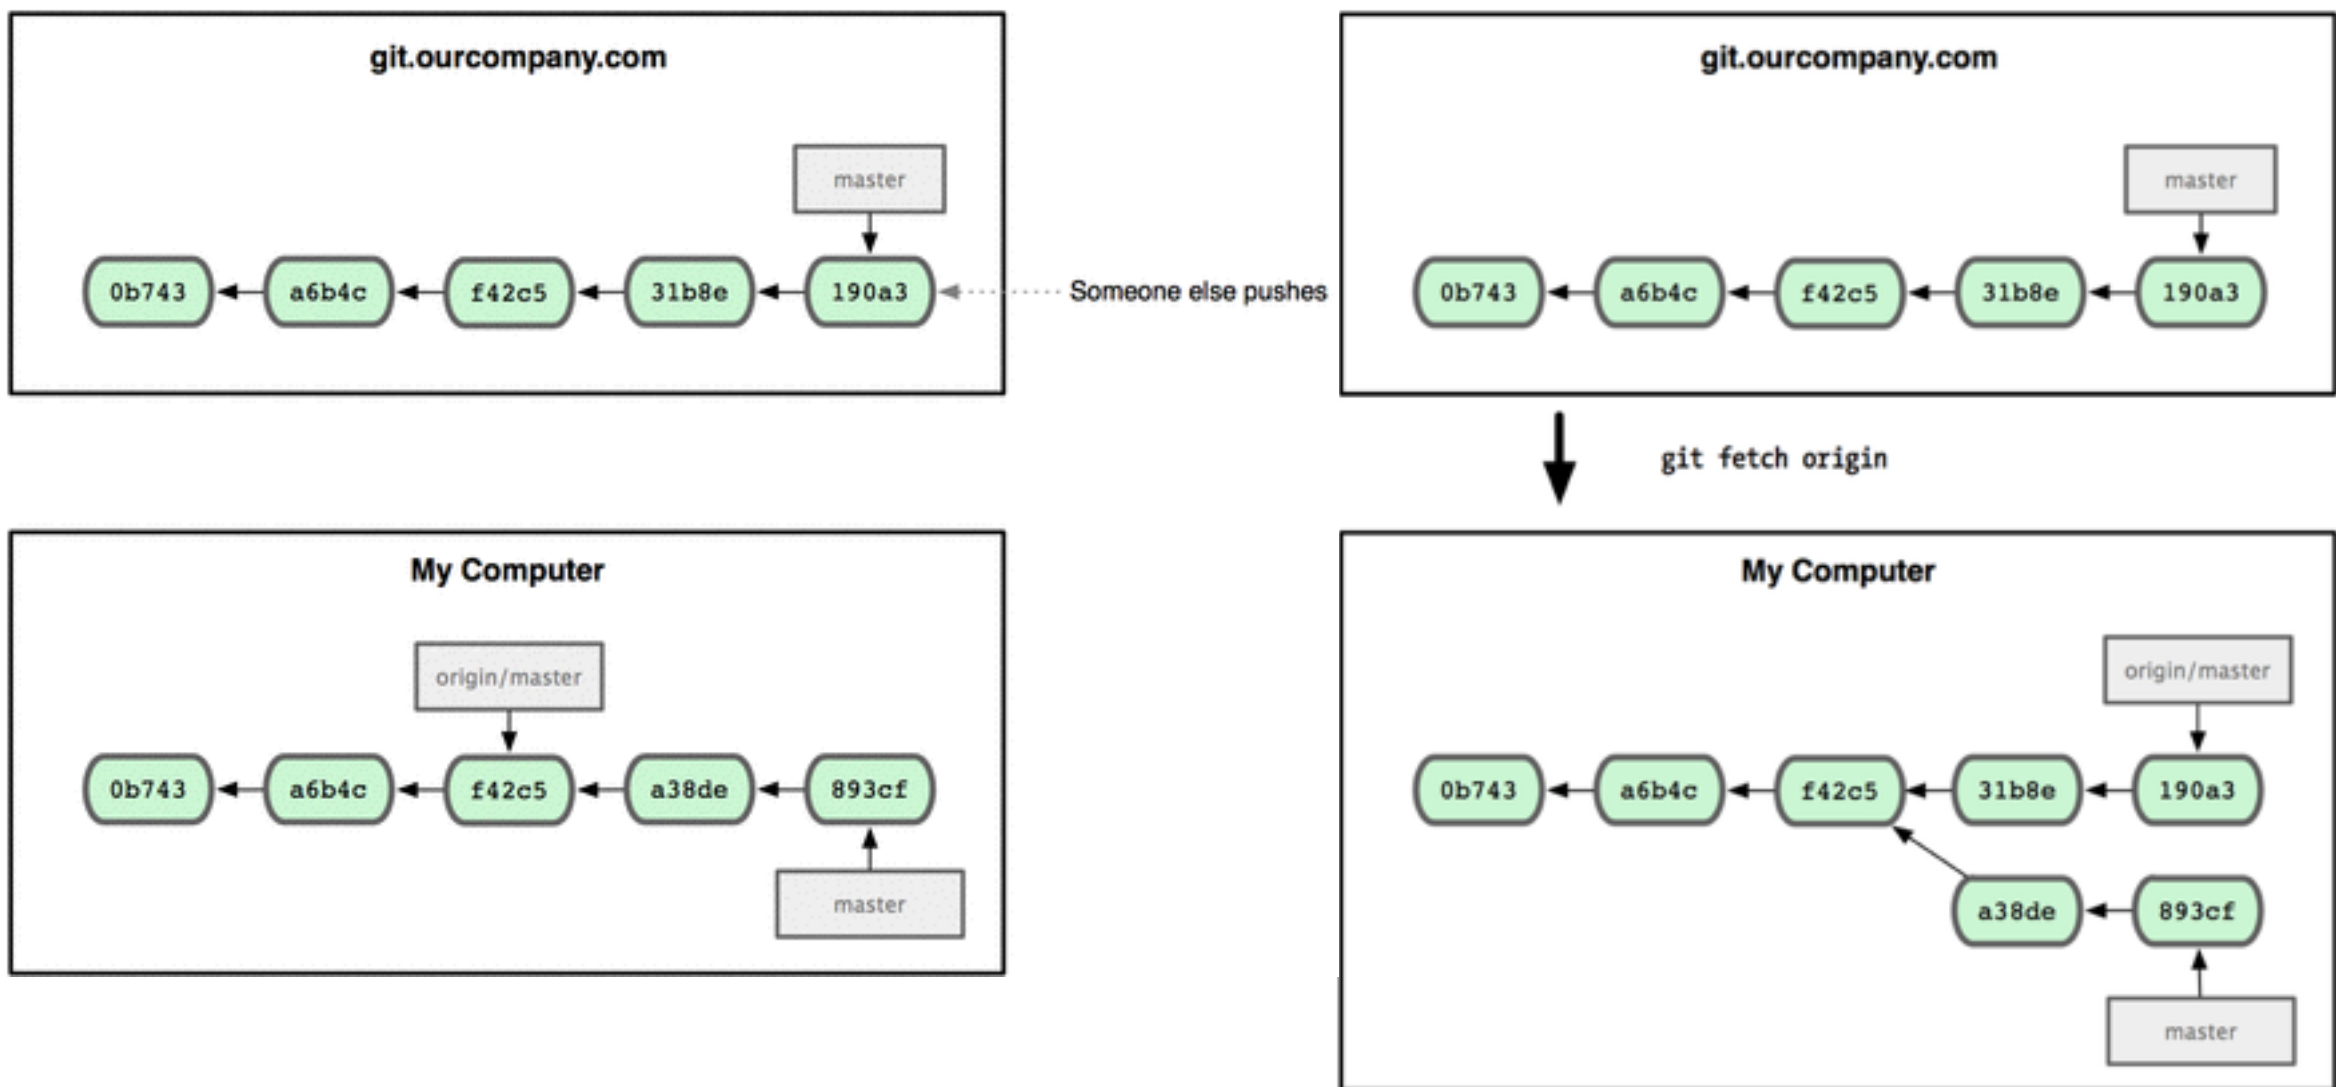 git.ourcompany.com
master
0b743 a6b4c f42c5 31b8e 190a3 Someone else pushes
My Computer
origin/master
0b743 a6b4c f42c5 a38de 893cf
master
git.ourcompany.com
master
0b743 a6b4c f42c5 31b8e 190a3
git fetch origin
My Computer
origin/master
0b743 a6b4c f42c5 31b8e 190a3
a38de 893cf
master